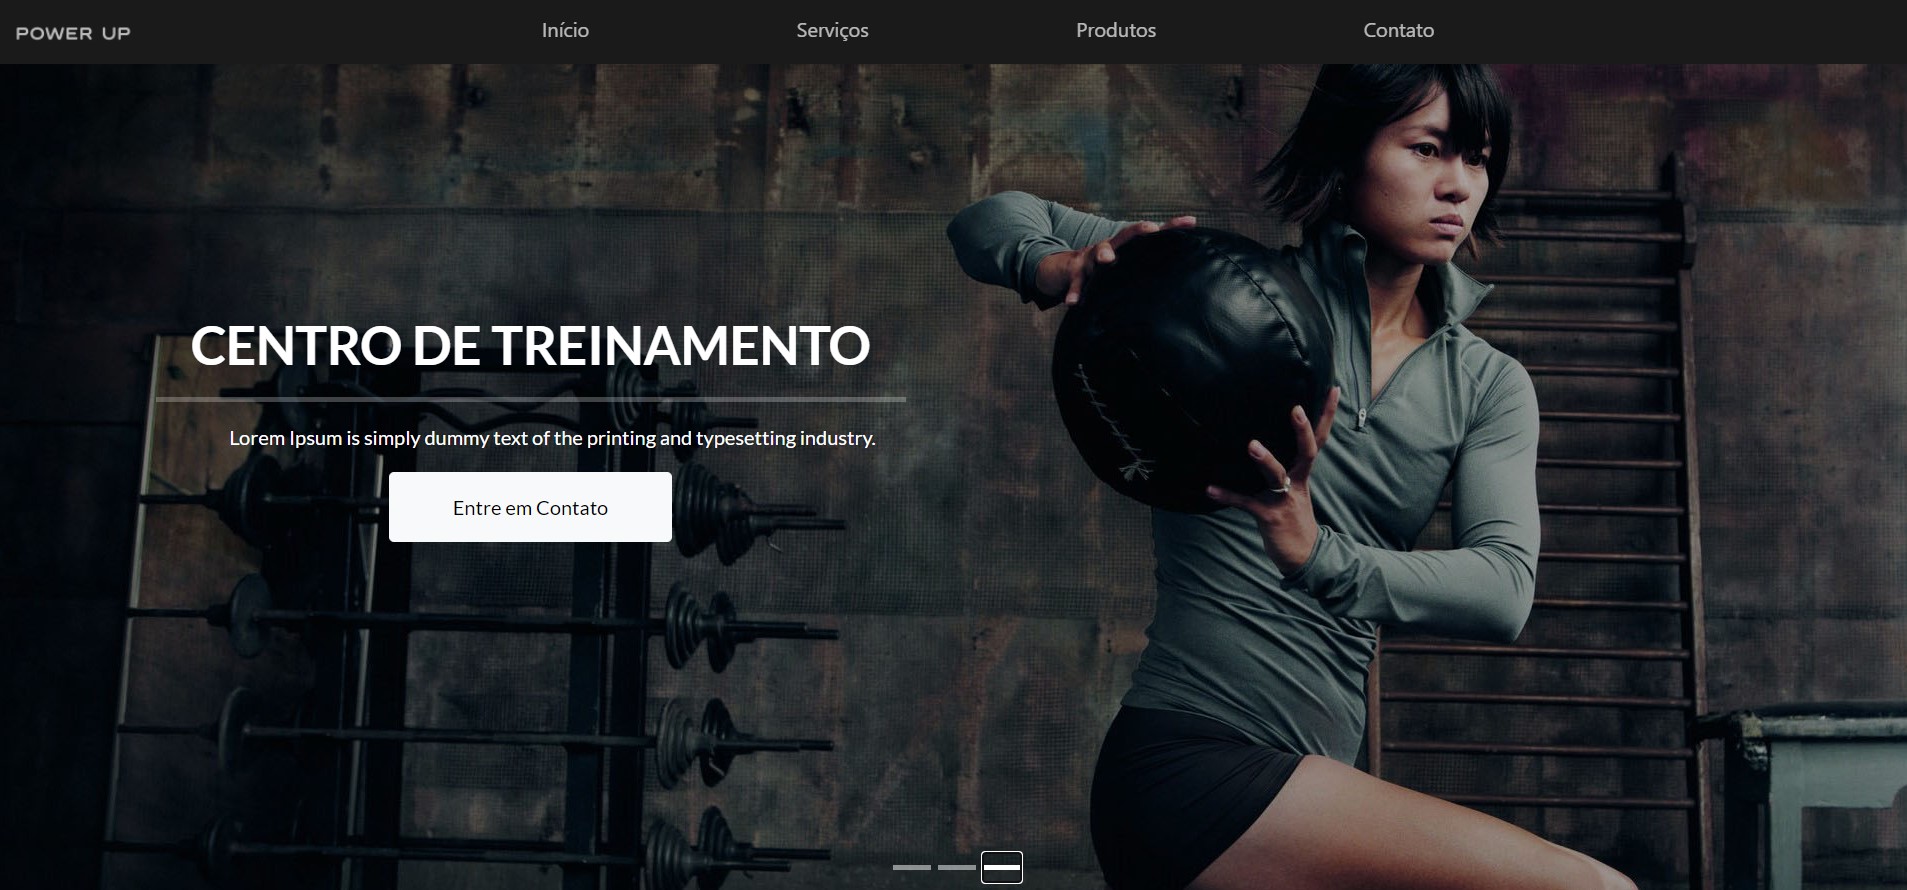 POWER UP
Início
Serviços
Produtos
Contato
CENTRO DE TREINAMENTO
Lorem Ipsum is simply dummy text of the printing and typesetting industry.
Entre em Contato